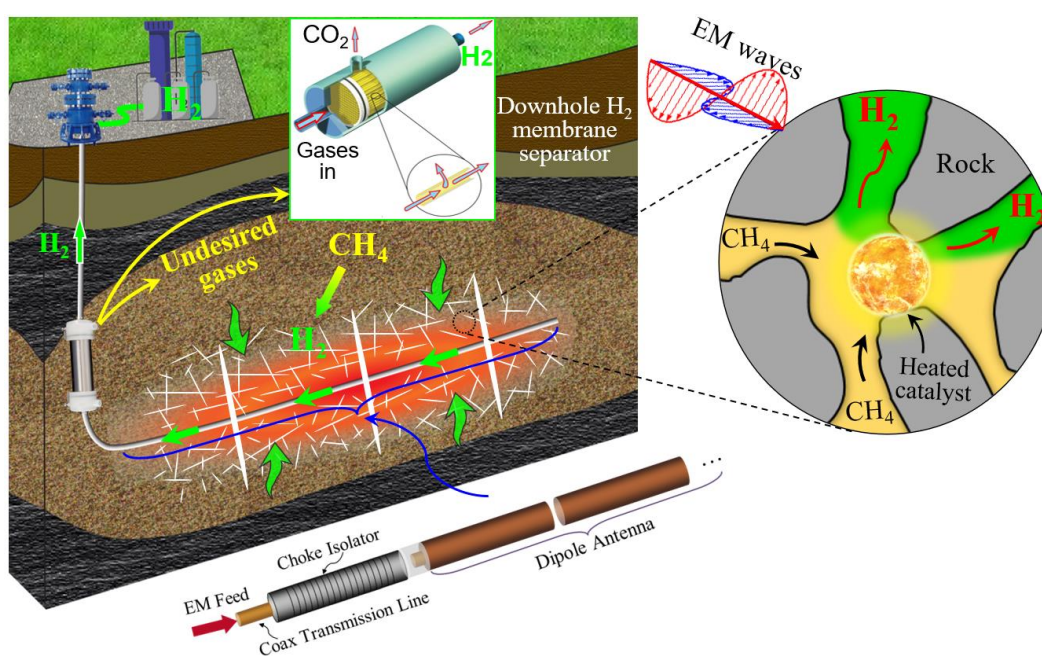 CO₂
H2
Gases
in
Downhole H₂
membrane
separator
H₂
H₂
Undesired
gases
CH₄
H₂
EM waves
H₂
Rock
H₂
CH₄
Heated
catalyst
CH₄
Choke Isolator
Dipole Antenna
...
EM Feed
Coax Transmission Line